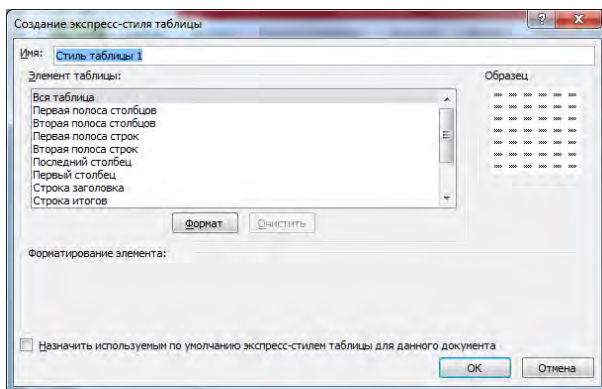 Создание экспресс-стиля таблицы
Имя: Стиль таблицы 1
Элемент таблицы:
Образец
Вся таблица
Первая полоса столбцов
Вторая полоса столбцов
Первая полоса строк
Вторая полоса строк
Последний столбец
Первый столбец
Строка заголовка
Строка итогов
Формат
Очистить
Форматирование элемента:
Назначить используемым по умолчанию экспресс-стилем таблицы для данного документа
ОК
Отмена